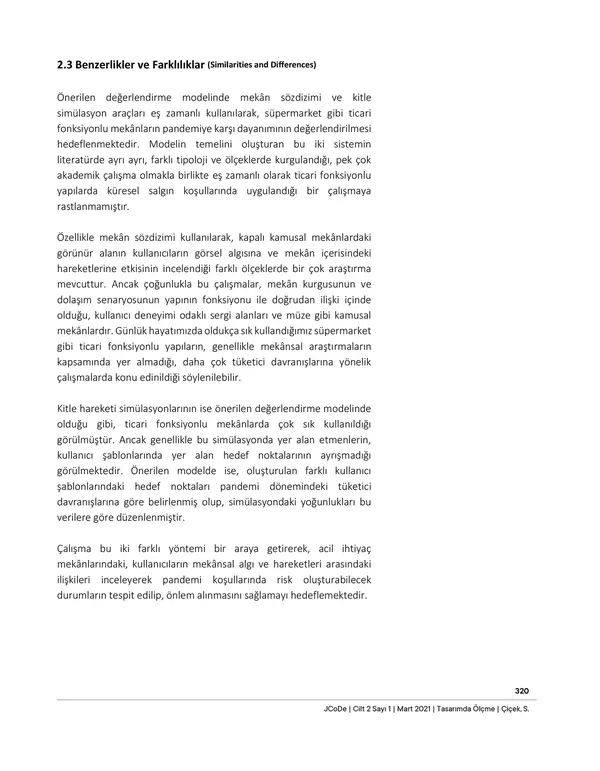 2.3 Benzerlikler ve Farklılıklar (Similarities and Differences)
Önerilen değerlendirme modelinde mekân sözdizimi ve kitle
simülasyon araçları eş zamanlı kullanılarak, süpermarket gibi ticari
fonksiyonlu mekânların pandemiye karşı dayanımının değerlendirilmesi
hedeflenmektedir. Modelin temelini oluşturan bu iki sistemin
literatürde ayrı ayrı, farklı tipoloji ve ölçeklerde kurgulandığı, pek çok
akademik çalışma olmakla birlikte eş zamanlı olarak ticari fonksiyonlu
yapılarda küresel salgın koşullarında uygulandığı bir çalışmaya
rastlanmamıştır.
Özellikle mekân sözdizimi kullanılarak, kapalı kamusal mekânlardaki
görünür alanın kullanıcıların görsel algısına ve mekân içerisindeki
hareketlerine etkisinin incelendiği farklı ölçeklerde bir çok araştırma
mevcuttur. Ancak çoğunlukla bu çalışmalar, mekân kurgusunun ve
dolaşım senaryosunun yapının fonksiyonu ile doğrudan ilişki içinde
olduğu, kullanıcı deneyimi odaklı sergi alanları ve müze gibi kamusal
mekânlardır. Günlük hayatımızda oldukça sık kullandığımız süpermarket
gibi ticari fonksiyonlu yapıların, genellikle mekânsal araştırmaların
kapsamında yer almadığı, daha çok tüketici davranışlarına yönelik
çalışmalarda konu edinildiği söylenilebilir.
Kitle hareketi simülasyonlarının ise önerilen değerlendirme modelinde
olduğu gibi, ticari fonksiyonlu mekânlarda çok sık kullanıldığı
görülmüştür. Ancak genellikle bu simülasyonda yer alan etmenlerin,
kullanıcı şablonlarında yer alan hedef noktalarının ayrışmadığı
görülmektedir. Önerilen modelde ise, oluşturulan farklı kullanıcı
şablonlarındaki hedef noktaları pandemi dönemindeki tüketici
davranışlarına göre belirlenmiş olup, simülasyondaki yoğunlukları bu
verilere göre düzenlenmiştir.
Çalışma bu iki farklı yöntemi bir araya getirerek, acil ihtiyaç
mekânlarındaki, kullanıcıların mekânsal algı ve hareketleri arasındaki
ilişkileri inceleyerek pandemi koşullarında risk oluşturabilecek
durumların tespit edilip, önlem alınmasını sağlamayı hedeflemektedir.
320
JCoDe | Cilt 2 Sayı 1 | Mart 2021 | Tasarımda Ölçme | Çiçek, S.